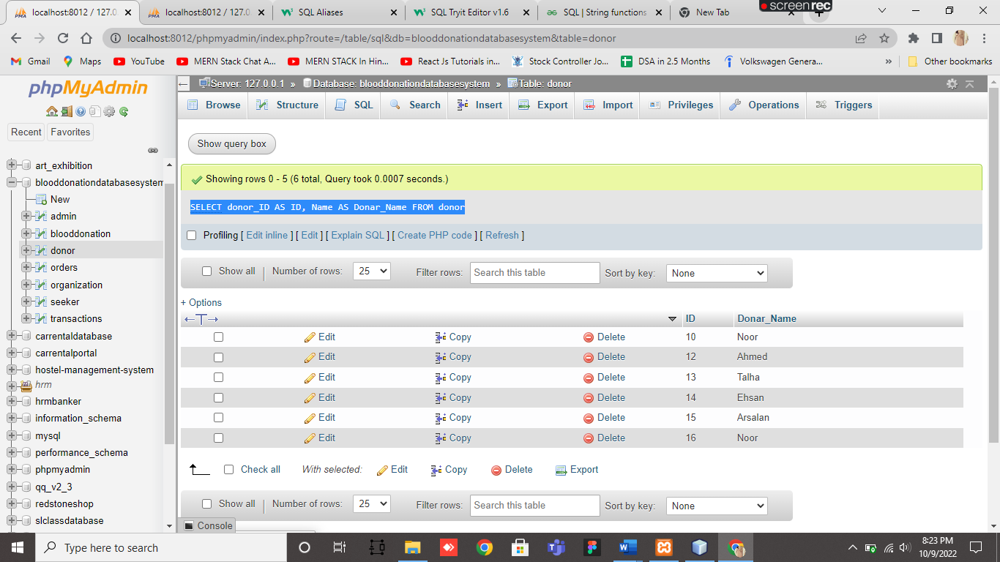 localhost:8012 / 127.0.
localhost:8012 / 127.0.
SQL Aliases
SQL Tryit Editor v1.6
SQL | String functions
New Tab
screenrec
localhost:8012/phpmyadmin/index.php?route=/table/sql&db=blooddonationdatabasesystem&table=donor
Gmail
Maps
YouTube
MERN Stack Chat A...
MERN STACK In Hin...
React Js Tutorials in...
Stock Controller Jo...
DSA in 2.5 Months
Volkswagen Genera...
»
Other bookmarks
phpMyAdmin
Recent
Favorites
art_exhibition
blooddonationdatabasesystem
New
admin
blooddonation
donor
orders
organization
seeker
transactions
carrentaldatabase
carrentalportal
hostel-management-system
hrm
hrmbanker
information_schema
mysql
performance_schema
phpmyadmin
qq_v2_3
redstoneshop
slclassdatabase
Server: 127.0.0.1 » Database: blooddonationdatabasesystem » Table: donor
Browse
Structure
SQL
Search
Insert
Export
Import
Privileges
Operations
Triggers
Show query box
Showing rows 0 - 5 (6 total, Query took 0.0007 seconds.)
SELECT donor_ID AS ID, Name AS Donar_Name FROM donor
Profiling [ Edit inline ] [ Edit ] [ Explain SQL ] [ Create PHP code ] [ Refresh ]
Show all | Number of rows: 25 Filter rows: Search this table Sort by key: None
+ Options
ID Donar_Name
Edit Copy Delete 10 Noor
Edit Copy Delete 12 Ahmed
Edit Copy Delete 13 Talha
Edit Copy Delete 14 Ehsan
Edit Copy Delete 15 Arsalan
Edit Copy Delete 16 Noor
Check all With selected: Edit Copy Delete Export
Show all | Number of rows: 25 Filter rows: Search this table Sort by key: None
Console
Type here to search
8:23 PM
10/9/2022